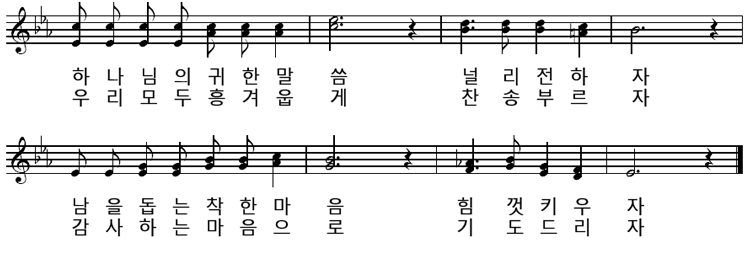 하 나 님 의 귀 한 말 씀 널 리 전 하 자
우 리 모 두 흥 겨 웁 게 찬 송 부 르 자
남 을 돕 는 착 한 마 음 힘 껏 키 우 자
감 사 하 는 마 음 으 로 기 도 드 리 자